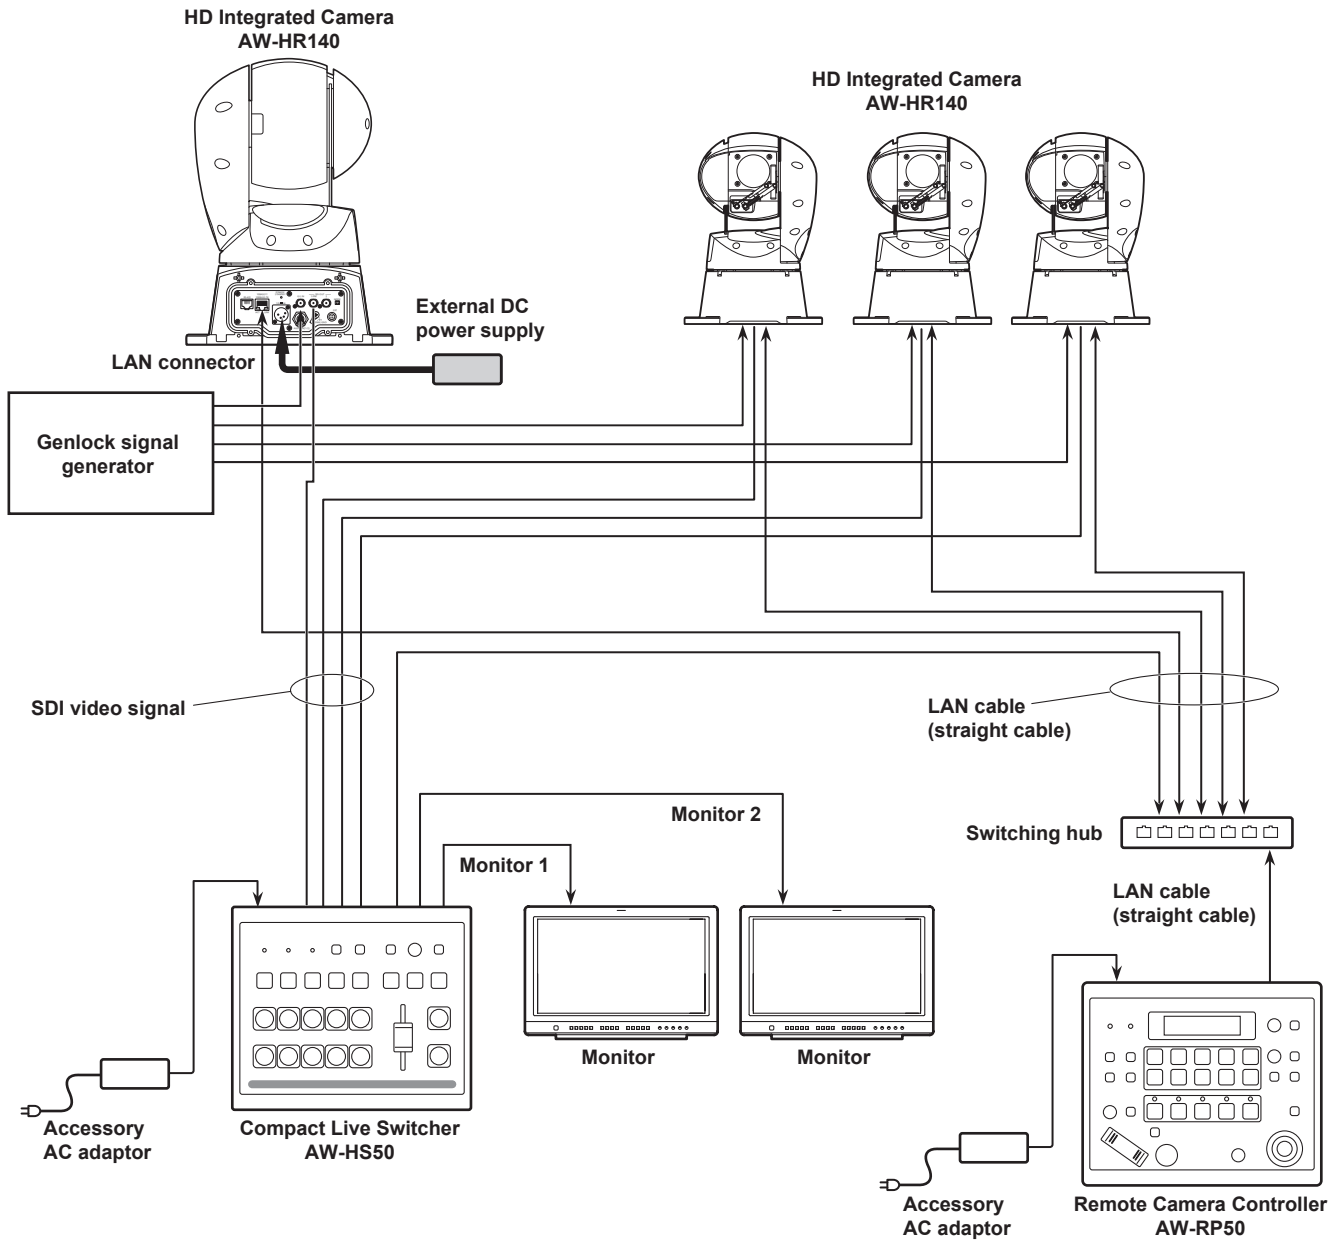 HD Integrated Camera
AW-HR140
HD Integrated Camera
AW-HR140
External DC
power supply
LAN connector
Genlock signal
generator
SDI video signal
LAN cable
(straight cable)
Monitor 2
Switching hub
Monitor 1
LAN cable
(straight cable)
Monitor
Monitor
Accessory
AC adaptor
Compact Live Switcher
AW-HS50
Accessory
AC adaptor
Remote Camera Controller
AW-RP50